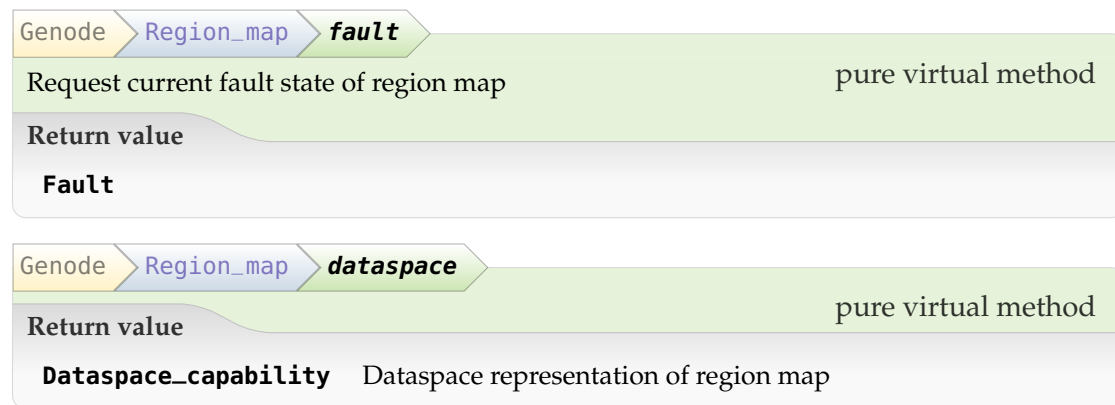 Genode Region_map fault
Request current fault state of region map pure virtual method
Return value
Fault
Genode Region_map dataspace
pure virtual method
Return value
Dataspace_capability Dataspace representation of region map